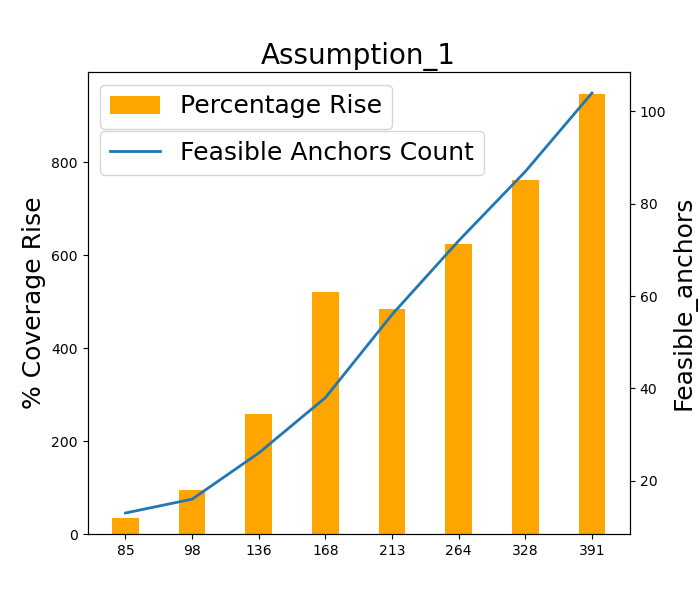 Assumption_1
Percentage Rise
Feasible Anchors Count
% Coverage Rise
800
600
400
200
0
Feasible_anchors
100
80
60
40
20
85 98 136 168 213 264 328 391